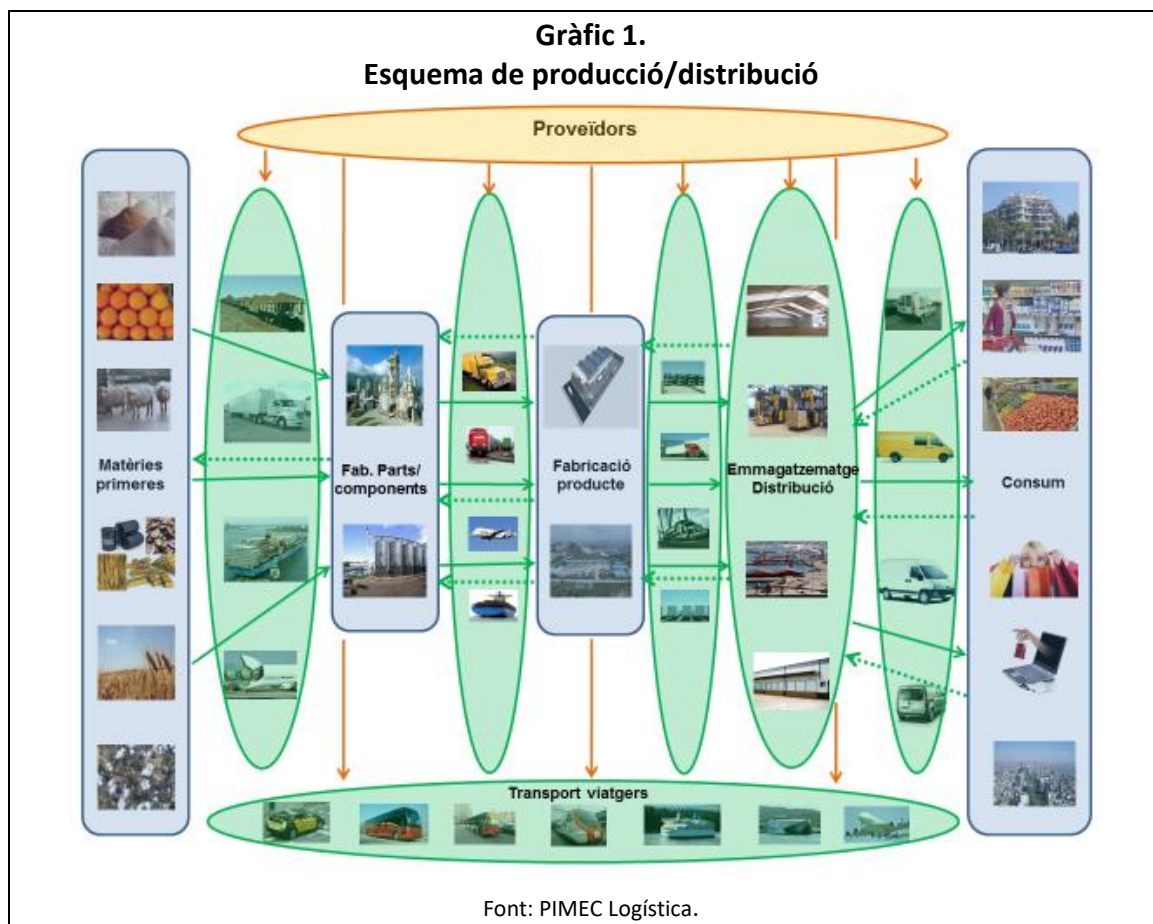 Gràfic 1.
Esquema de producció/distribució
Proveïdors
Matèries
primeres
Fab. Parts/
components
Fabricació
producte
Emmagatzematge
Distribució
Consum
Transport viatgers
Font: PIMEC Logística.